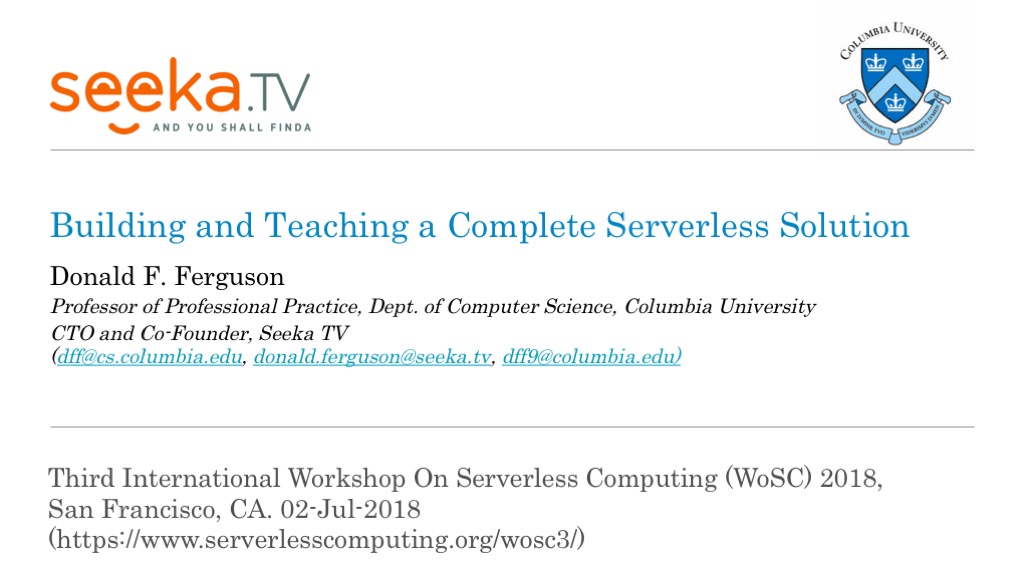 seeka.TV
AND YOU SHALL FINDA
COLUMBIA UNIVERSITY
Building and Teaching a Complete Serverless Solution
Donald F. Ferguson
Professor of Professional Practice, Dept. of Computer Science, Columbia University
CTO and Co-Founder, Seeka TV
(dff@cs.columbia.edu, donald.ferguson@seeka.tv, dff9@columbia.edu)
Third International Workshop On Serverless Computing (WoSC) 2018,
San Francisco, CA. 02-Jul-2018
(https://www.serverlesscomputing.org/wosc3/)